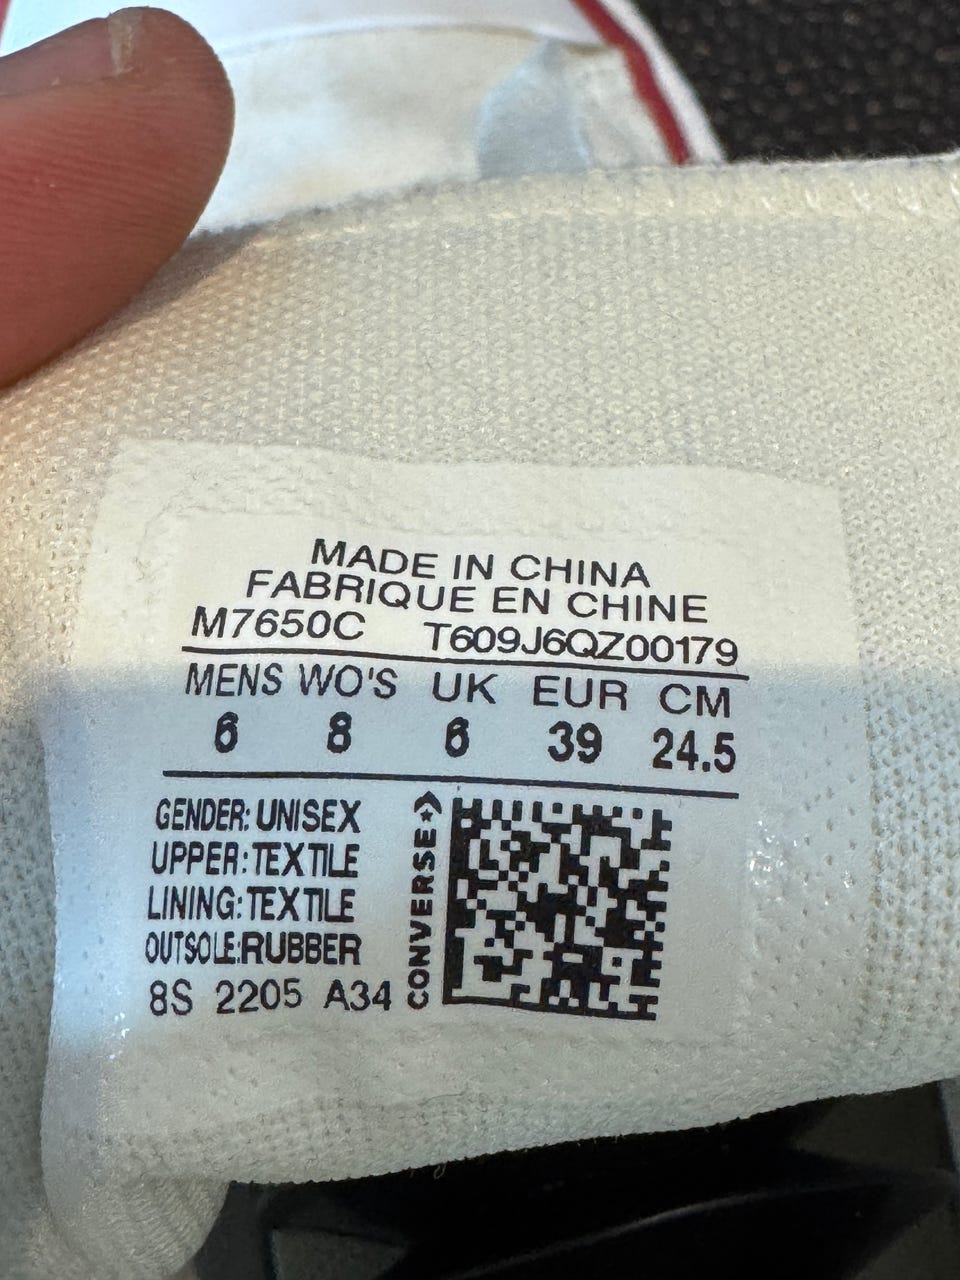 MADE IN CHINA
FABRIQUE EN CHINE
M7650C T609J6QZ00179
MENS WO'S UK EUR CM
6 8 6 39 24.5
GENDER: UNISEX
UPPER: TEXTILE
LINING: TEXTILE
OUTSOLE:RUBBER
8S 2205 A34
CONVERSE